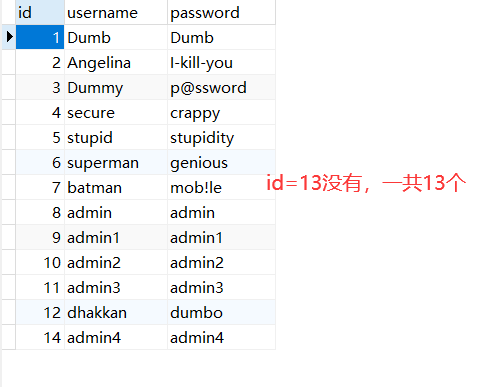 id username password
1 Dumb Dumb
2 Angelina I-kill-you
3 Dummy p@ssword
4 secure crappy
5 stupid stupidity
6 superman genious
7 batman mob!le
id=13没有，一共13个
8 admin admin
9 admin1 admin1
10 admin2 admin2
11 admin3 admin3
12 dhakkan dumbo
14 admin4 admin4